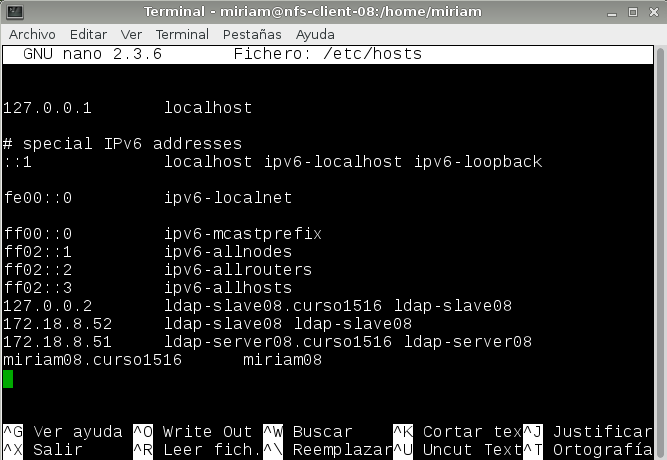 Terminal - miriam@nfs-client-08:/home/miriam
Archivo Editar Ver Terminal Pestañas Ayuda
GNU nano 2.3.6 Fichero: /etc/hosts
127.0.0.1 localhost
# special IPv6 addresses
::1 localhost ipv6-localhost ipv6-loopback
fe00::0 ipv6-localnet
ff00::0 ipv6-mcastprefix
ff02::1 ipv6-allnodes
ff02::2 ipv6-allrouters
ff02::3 ipv6-allhosts
127.0.0.2 ldap-slave08.curso1516 ldap-slave08
172.18.8.52 ldap-slave08 ldap-slave08
172.18.8.51 ldap-server08.curso1516 ldap-server08
miriam08.curso1516 miriam08
^G Ver ayuda ^O Write Out ^W Buscar ^K Cortar tex ^J Justificar
^X Salir ^R Leer fich. ^\ Reemplazar ^U Uncut Text ^T Ortografía